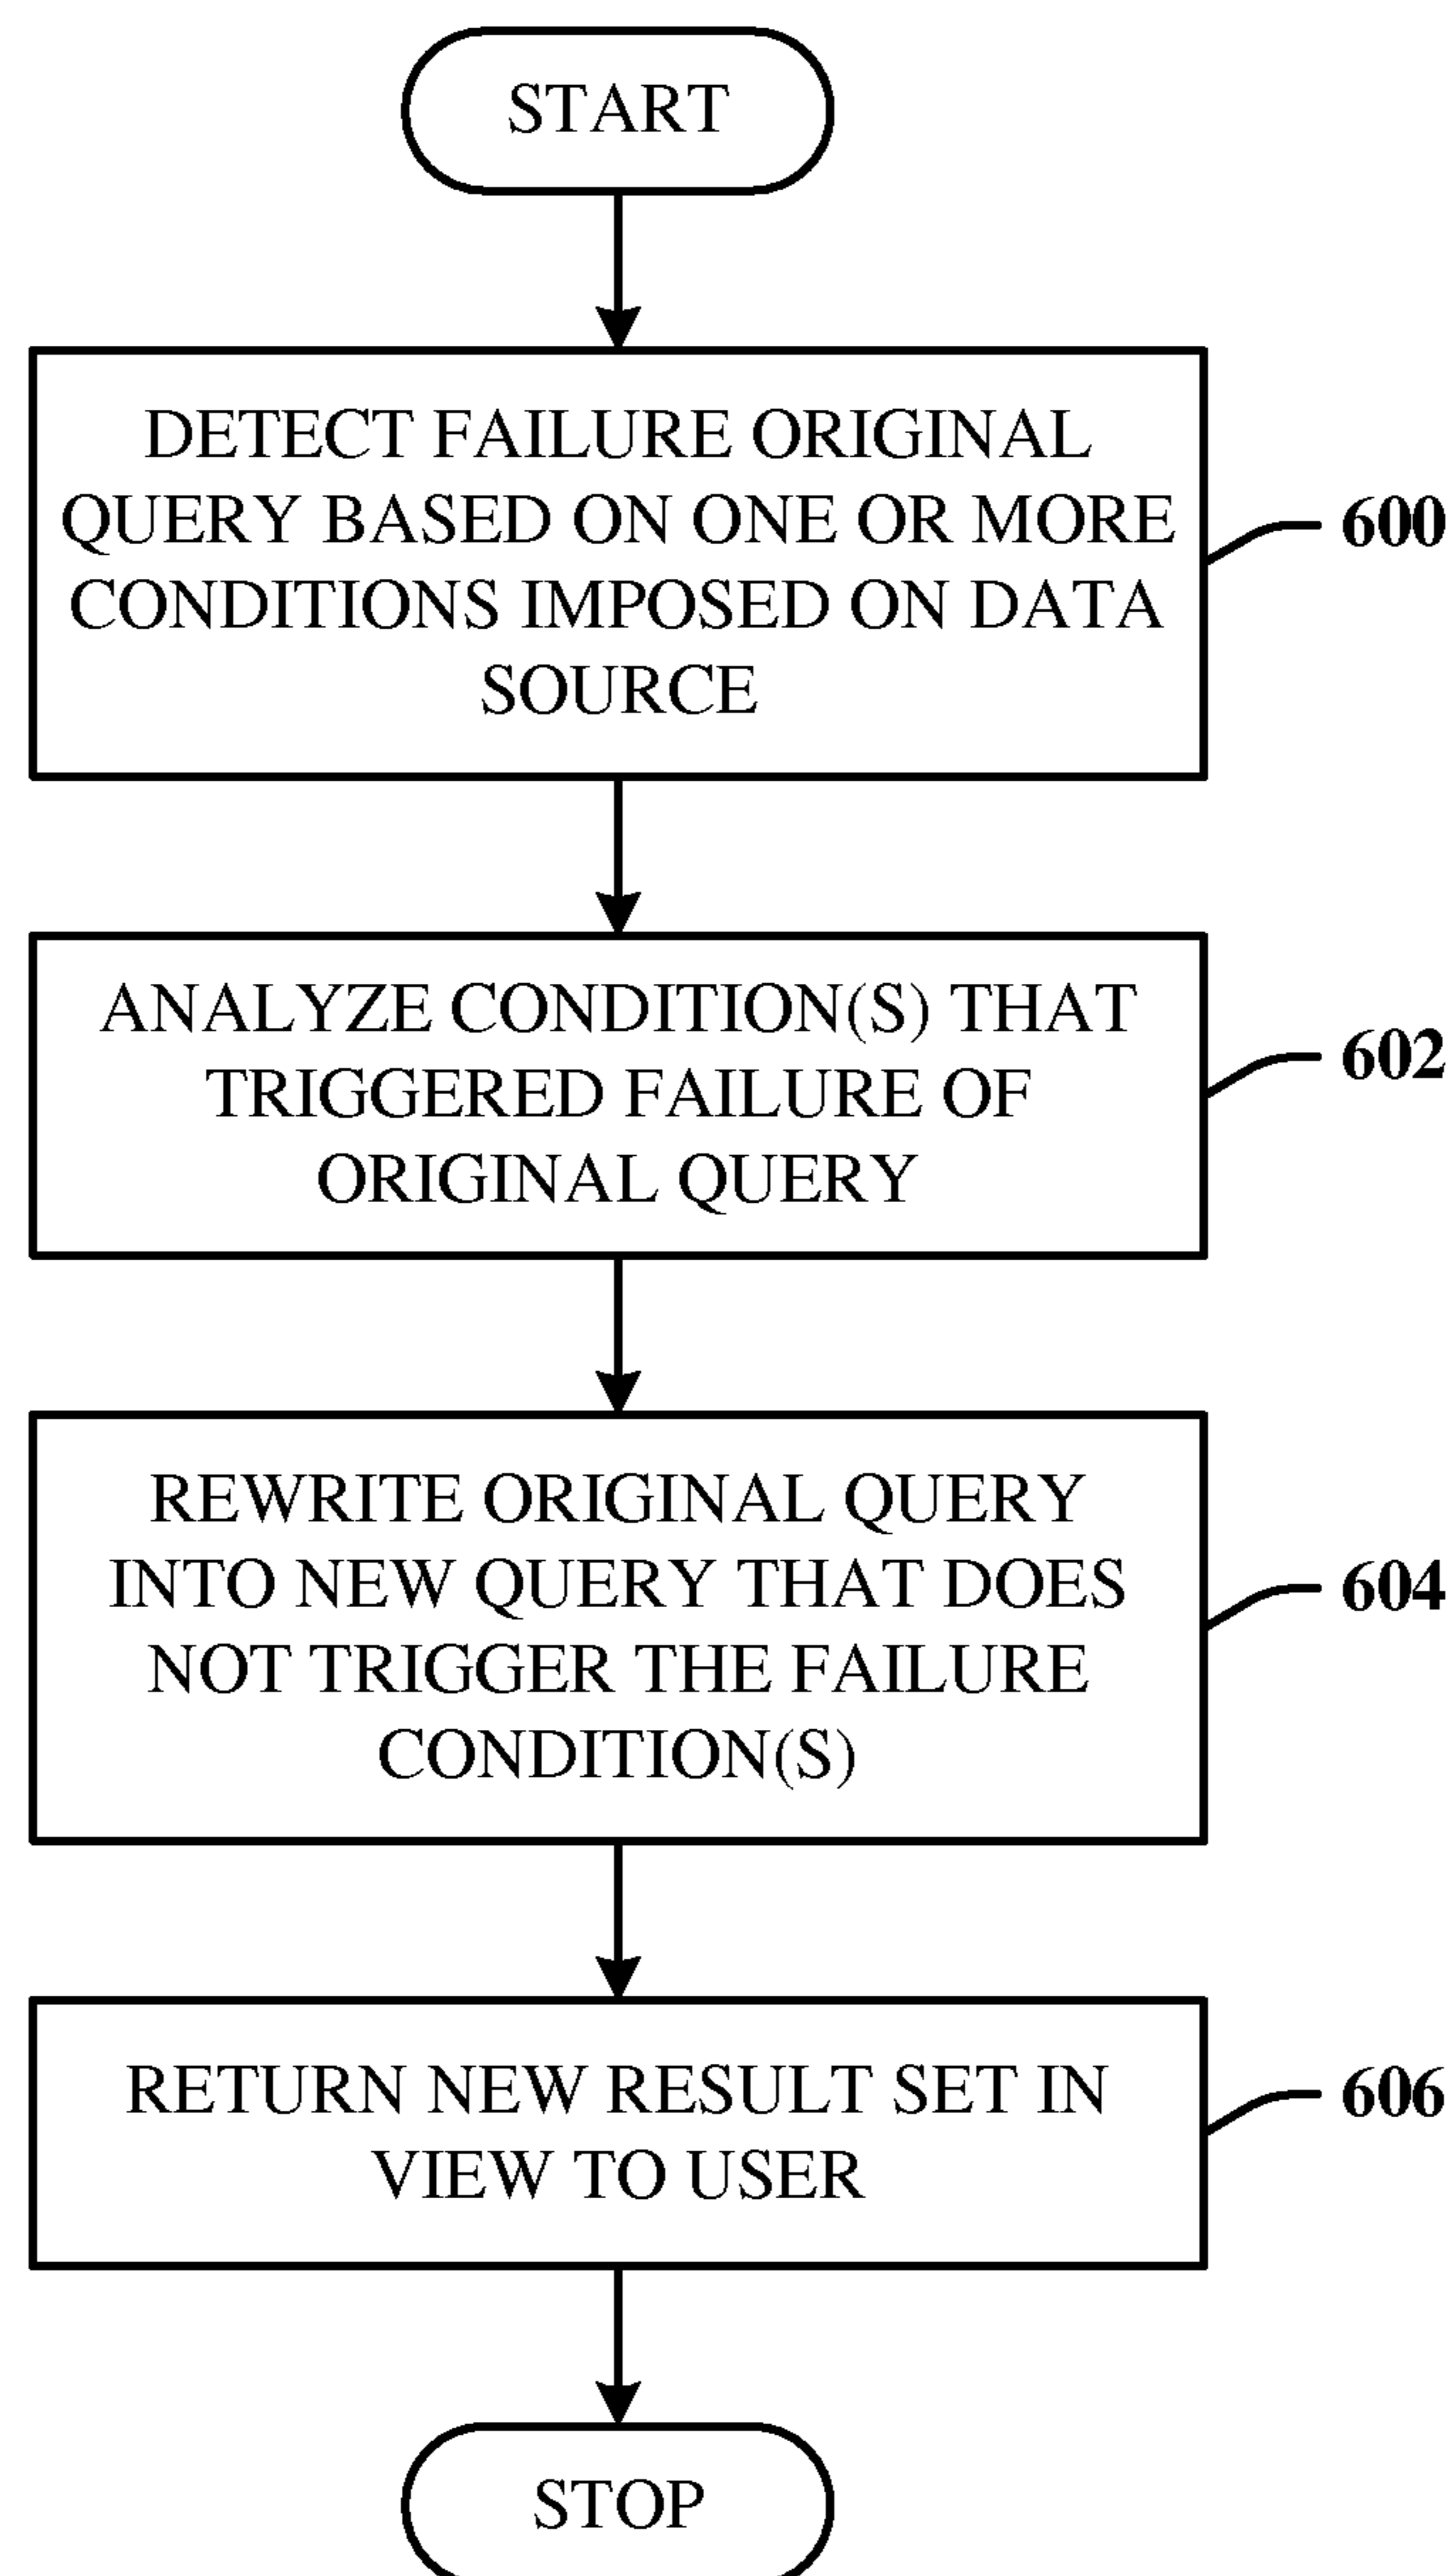 START
DETECT FAILURE ORIGINAL
QUERY BASED ON ONE OR MORE
CONDITIONS IMPOSED ON DATA
SOURCE
600
ANALYZE CONDITION(S) THAT
TRIGGERED FAILURE OF
ORIGINAL QUERY
602
REWRITE ORIGINAL QUERY
INTO NEW QUERY THAT DOES
NOT TRIGGER THE FAILURE
CONDITION(S)
604
RETURN NEW RESULT SET IN
VIEW TO USER
606
STOP